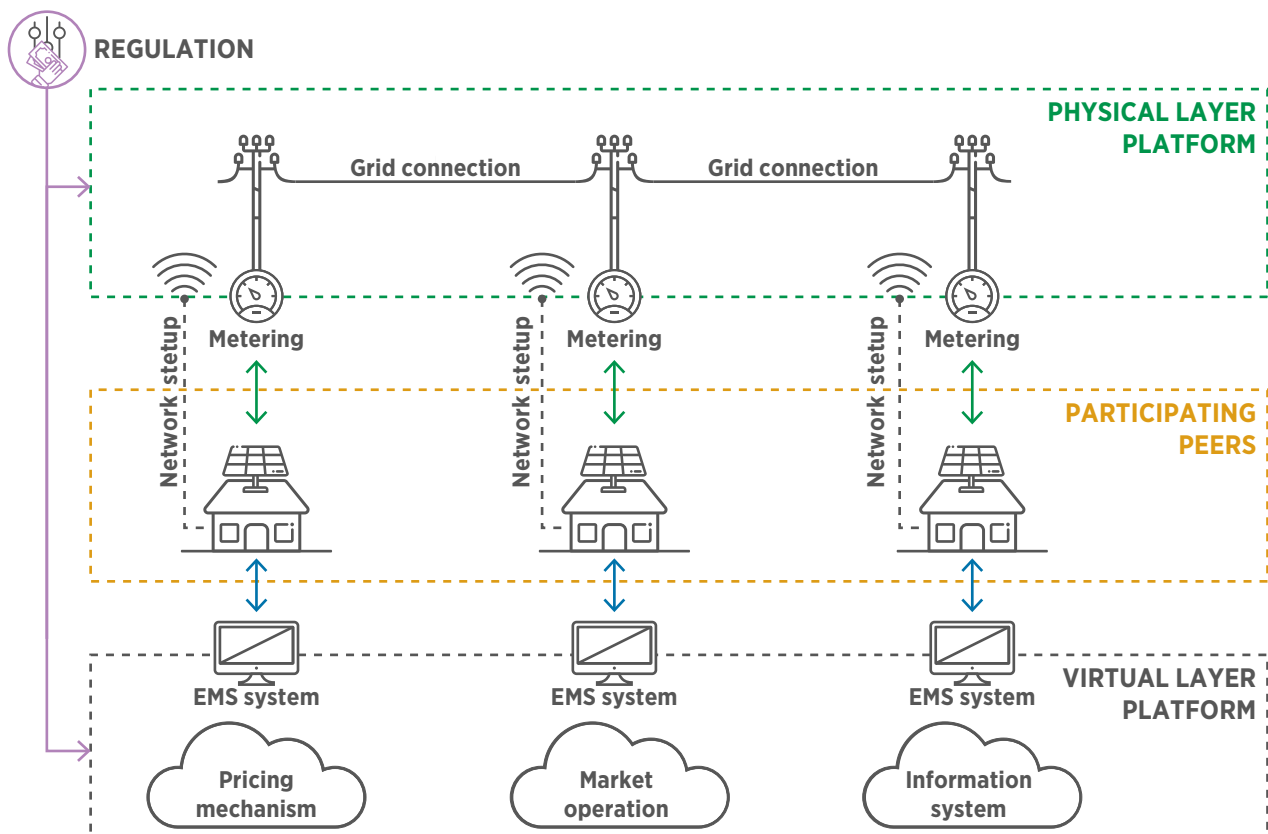 REGULATION
PHYSICAL LAYER
PLATFORM
Grid connection
Grid connection
Network stetup
Metering
Network stetup
Metering
Network stetup
Metering
PARTICIPATING
PEERS
EMS system
EMS system
EMS system
VIRTUAL LAYER
PLATFORM
Pricing
mechanism
Market
operation
Information
system